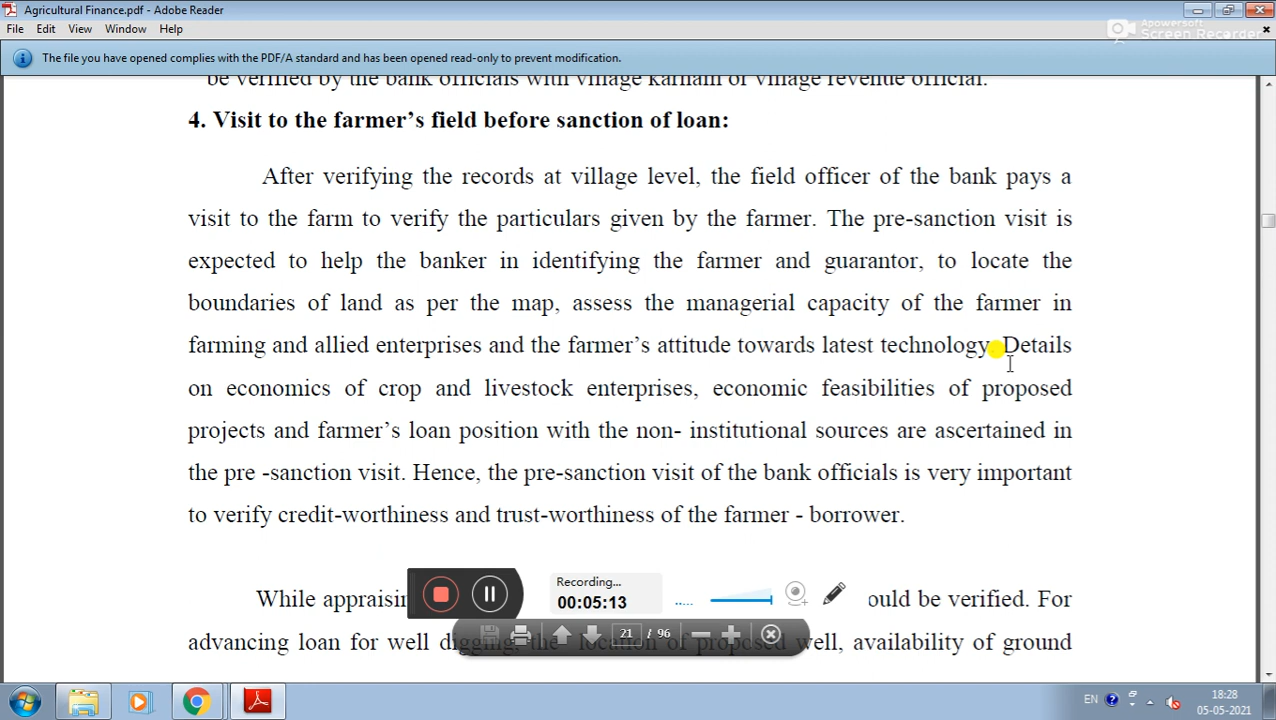 Agricultural Finance.pdf - Adobe Reader
File Edit View Window Help
Apowersoft
Screen Recorder
The file you have opened complies with the PDF/A standard and has been opened read-only to prevent modification.
be verified by the bank officials with village karnam or village revenue official.
4. Visit to the farmer’s field before sanction of loan:
After verifying the records at village level, the field officer of the bank pays a
visit to the farm to verify the particulars given by the farmer. The pre-sanction visit is
expected to help the banker in identifying the farmer and guarantor, to locate the
boundaries of land as per the map, assess the managerial capacity of the farmer in
farming and allied enterprises and the farmer’s attitude towards latest technology. Details
on economics of crop and livestock enterprises, economic feasibilities of proposed
projects and farmer’s loan position with the non- institutional sources are ascertained in
the pre -sanction visit. Hence, the pre-sanction visit of the bank officials is very important
to verify credit-worthiness and trust-worthiness of the farmer - borrower.
While appraisin ould be verified. For
advancing loan for well digging, the location of proposed well, availability of ground
Recording...
00:05:13
21 / 96
EN
18:28
05-05-2021